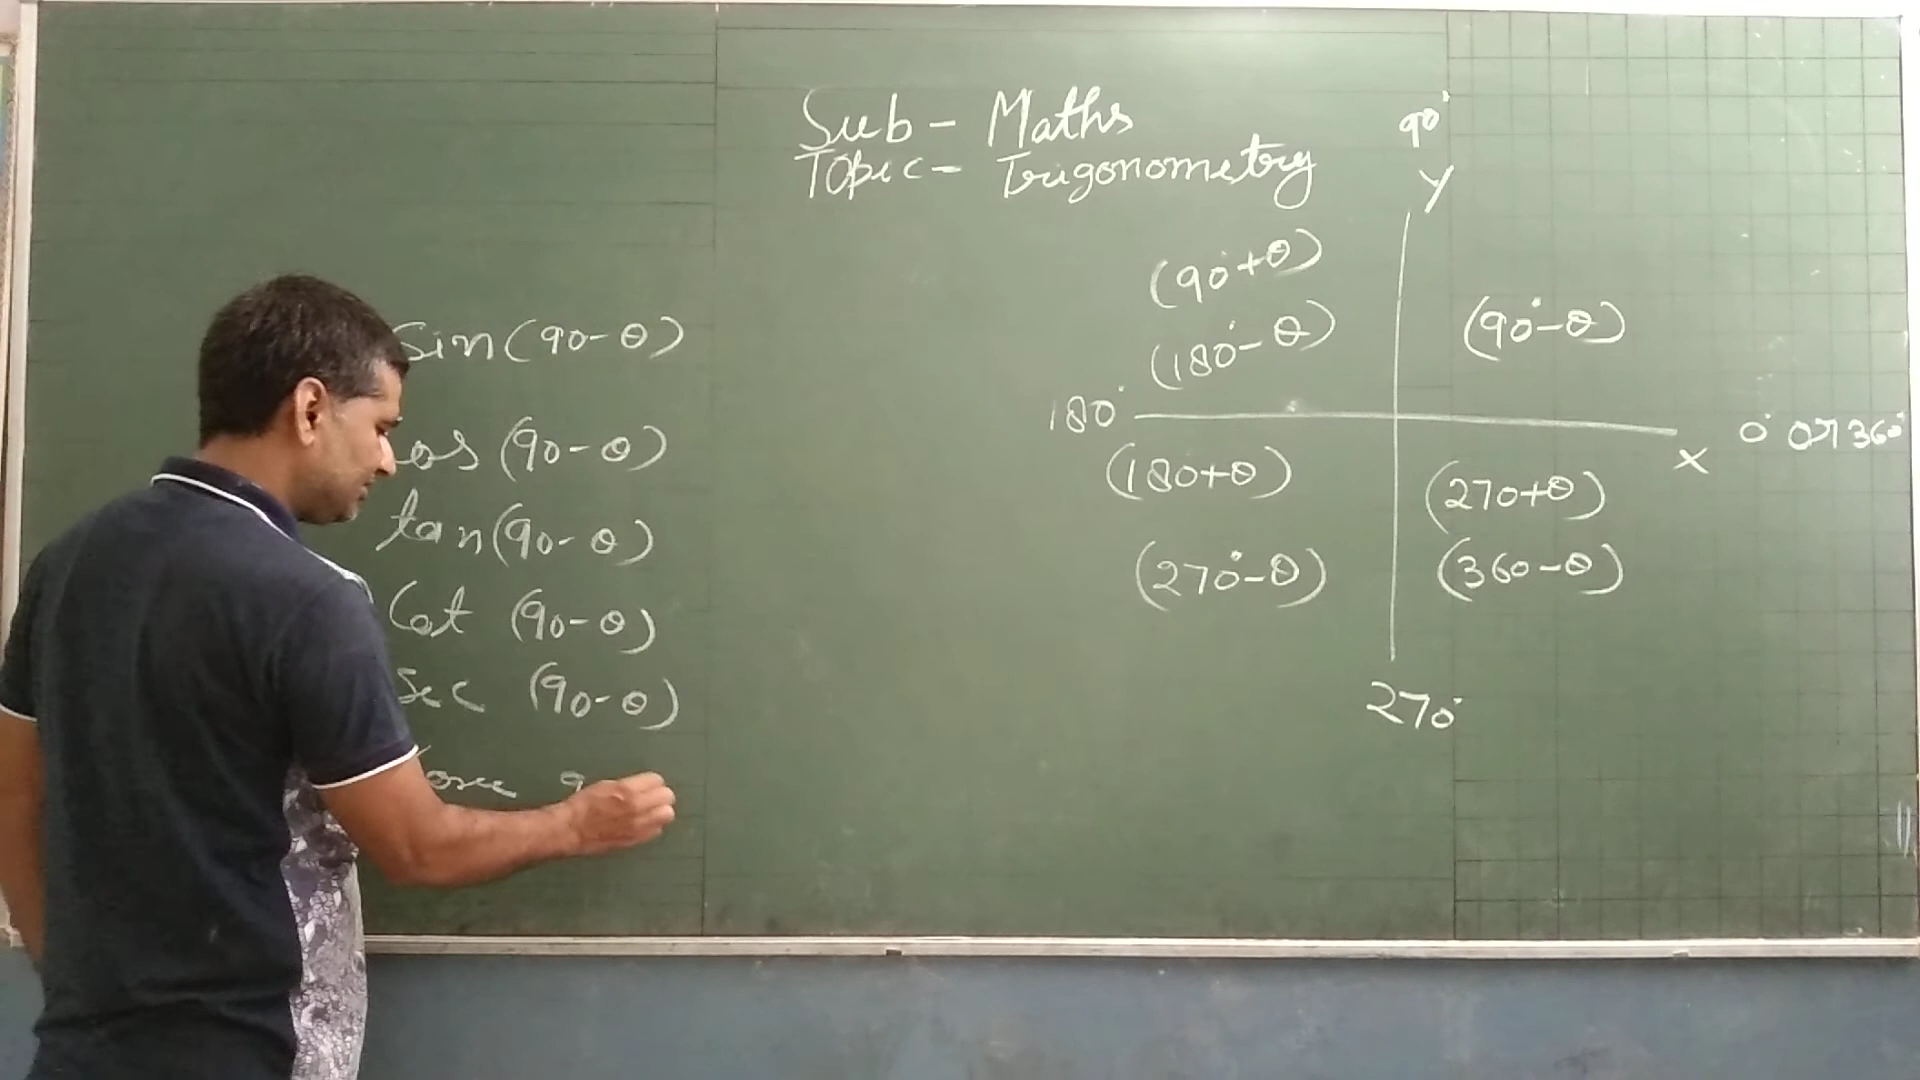 Sub - Maths
Topic - Trigonometry
90°
Y
(90°+θ)
(180°-θ)
(90°-θ)
180°
0° or 360°
X
(180+θ)
(270+θ)
(270°-θ)
(360-θ)
270°
Sin(90-θ)
cos (90-θ)
tan(90-θ)
Cot (90-θ)
Sec (90-θ)
9